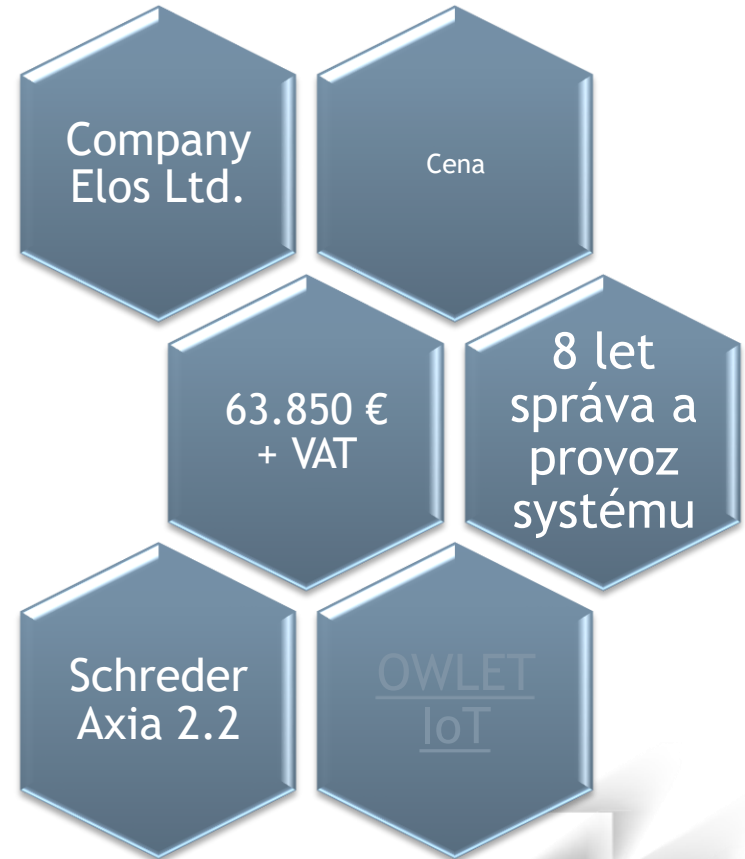 Company
Elos Ltd.
Cena
63.850 €
+ VAT
8 let
správa a
provoz
systému
Schreder
Axia 2.2
OWLET
IoT